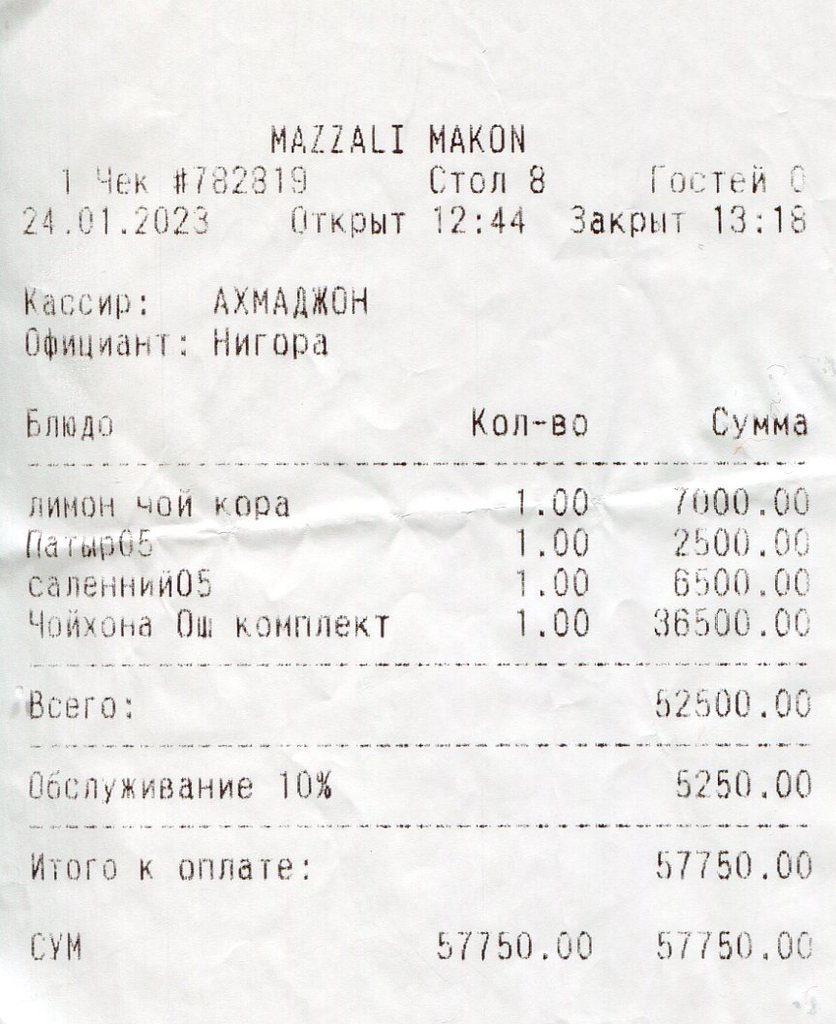 MAZZALI MAKON
1 Чек #782819 Стол 8 Гостей 0
24.01.2023 Открыт 12:44 Закрыт 13:18
Кассир: АХМАДЖОН
Официант: Нигора
Блюдо Кол-во Сумма
лимон чой кора 1.00 7000.00
Патыр05 1.00 2500.00
саленний05 1.00 6500.00
Чойхона Ош комплект 1.00 36500.00
Всего: 52500.00
Обслуживание 10% 5250.00
Итого к оплате: 57750.00
СУМ 57750.00 57750.00